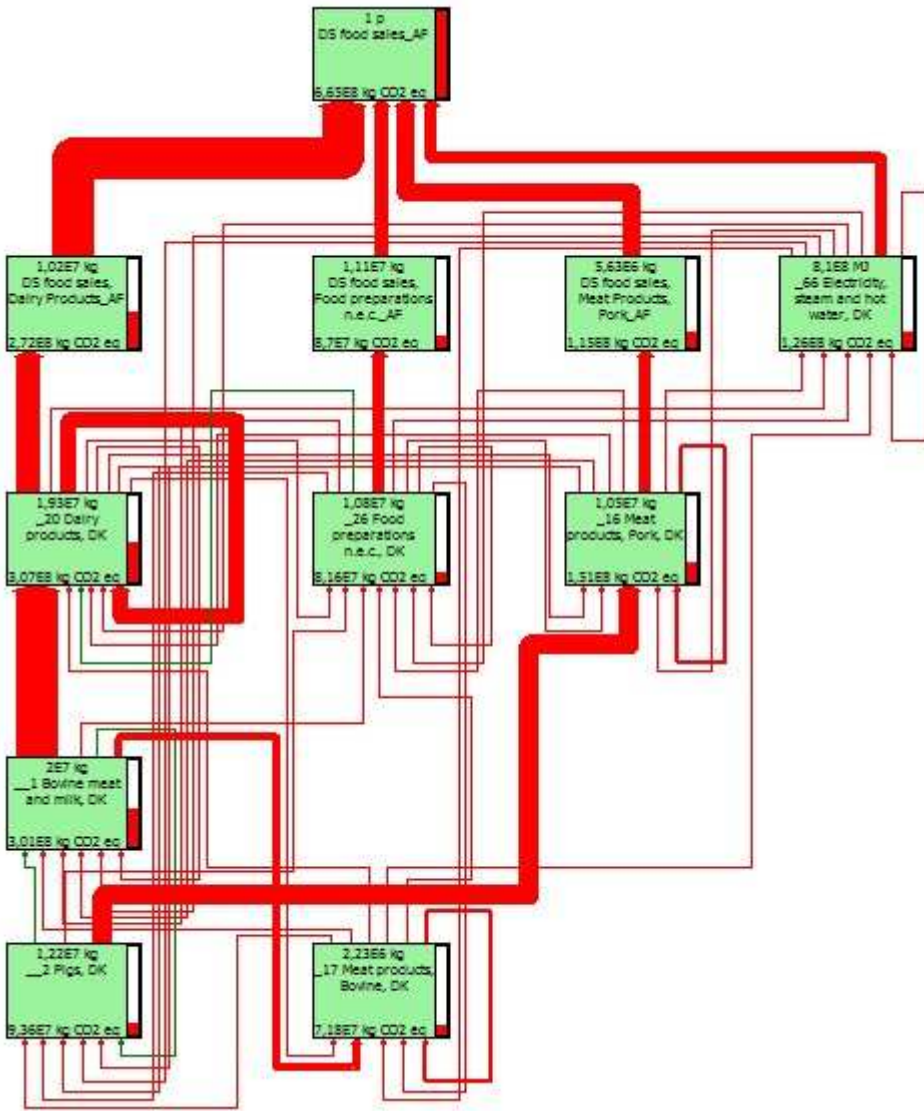 1 p
DS food sales_AF
6,65E8 kg CO2 eq
1,02E7 kg
DS food sales,
Dairy Products_AF
2,72E8 kg CO2 eq
1,11E7 kg
DS food sales,
Food preparations
n.e.c._AF
8,7E7 kg CO2 eq
5,63E6 kg
DS food sales,
Meat Products,
Pork_AF
1,15E8 kg CO2 eq
8,1E8 MJ
_66 Electricity,
steam and hot
water, DK
1,26E8 kg CO2 eq
1,93E7 kg
_20 Dairy
products, DK
3,07E8 kg CO2 eq
1,08E7 kg
_26 Food
preparations
n.e.c., DK
8,16E7 kg CO2 eq
1,05E7 kg
_16 Meat
products, Pork, DK
1,51E8 kg CO2 eq
2E7 kg
__1 Bovine meat
and milk, DK
3,01E8 kg CO2 eq
1,22E7 kg
__2 Pigs, DK
9,36E7 kg CO2 eq
2,23E6 kg
_17 Meat products,
Bovine, DK
7,18E7 kg CO2 eq